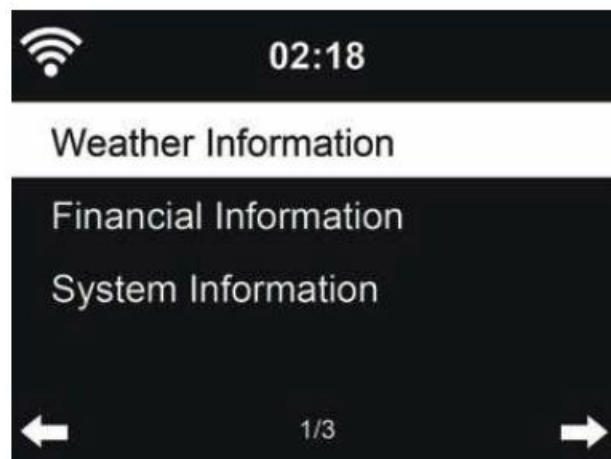 02:18
Weather Information
Financial Information
System Information
1/3